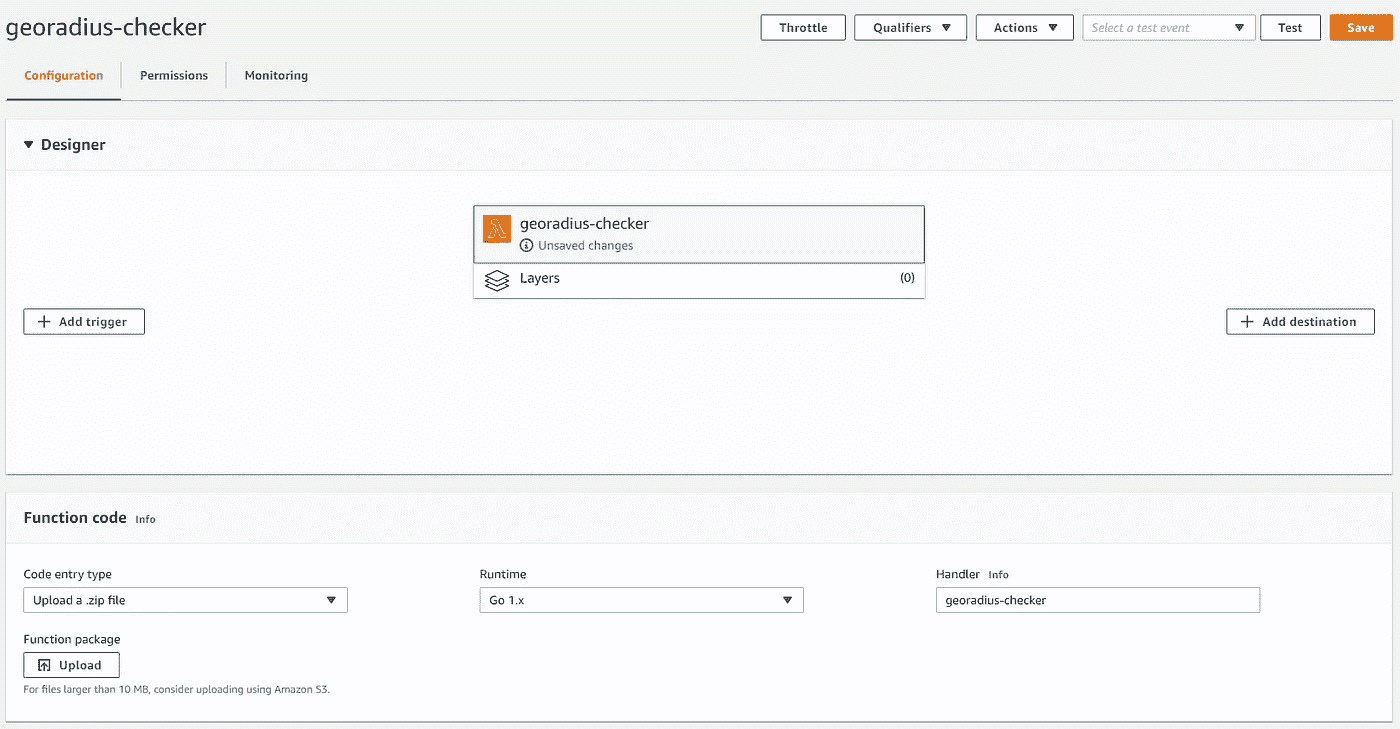 georadius-checker
Throttle
Qualifiers
Actions
Select a test event
Test
Save
Configuration
Permissions
Monitoring
Designer
georadius-checker
Unsaved changes
Layers (0)
Add trigger
Add destination
Function code Info
Code entry type
Runtime
Handler Info
Upload a .zip file
Go 1.x
georadius-checker
Function package
Upload
For files larger than 10 MB, consider uploading using Amazon S3.